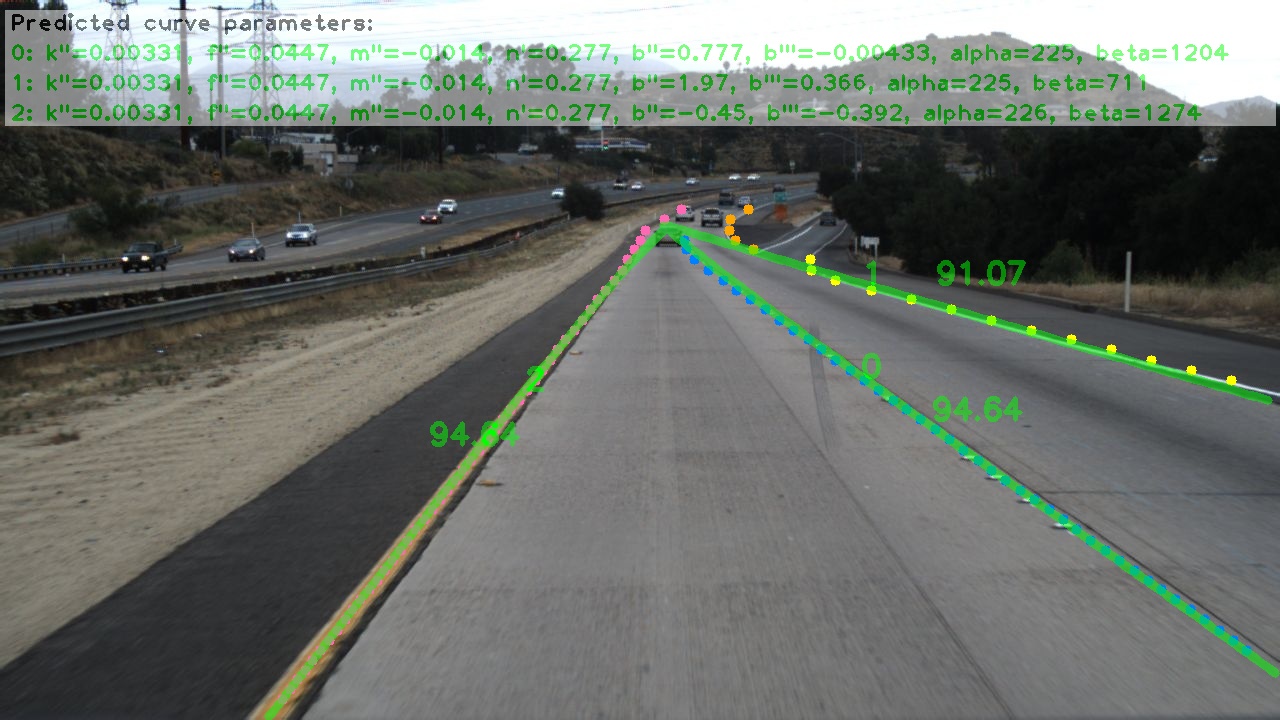 Predicted curve parameters:
0: k''=0.00331, f''=0.0447, m''=-0.014, n'=0.277, b''=0.777, b'''=-0.00433, alpha=225, beta=1204
1: k''=0.00331, f''=0.0447, m''=-0.014, n'=0.277, b''=1.97, b'''=0.366, alpha=225, beta=711
2: k''=0.00331, f''=0.0447, m''=-0.014, n'=0.277, b''=-0.45, b'''=-0.392, alpha=226, beta=1274
1 91.07
0
2
94.64
94.64